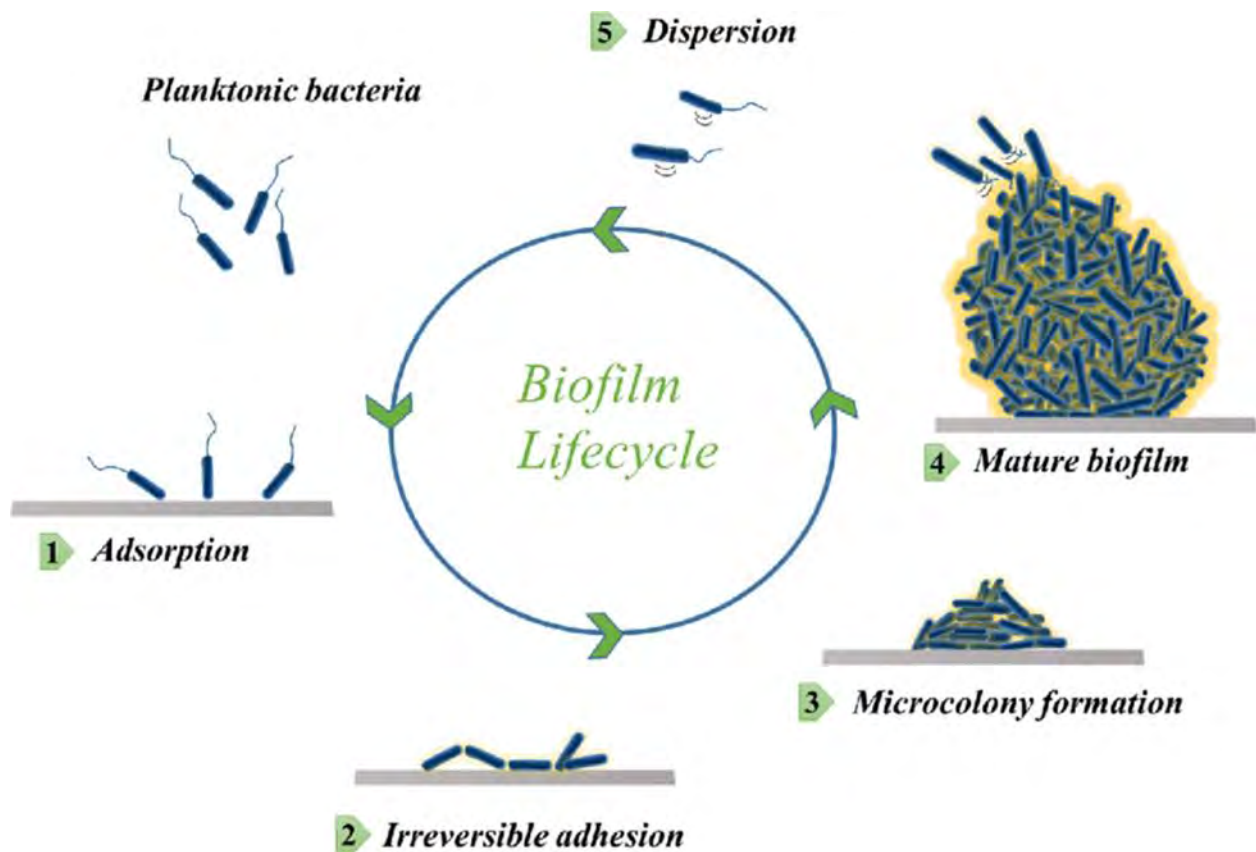 5 Dispersion
Planktonic bacteria
Biofilm
Lifecycle
4 Mature biofilm
1 Adsorption
3 Microcolony formation
2 Irreversible adhesion